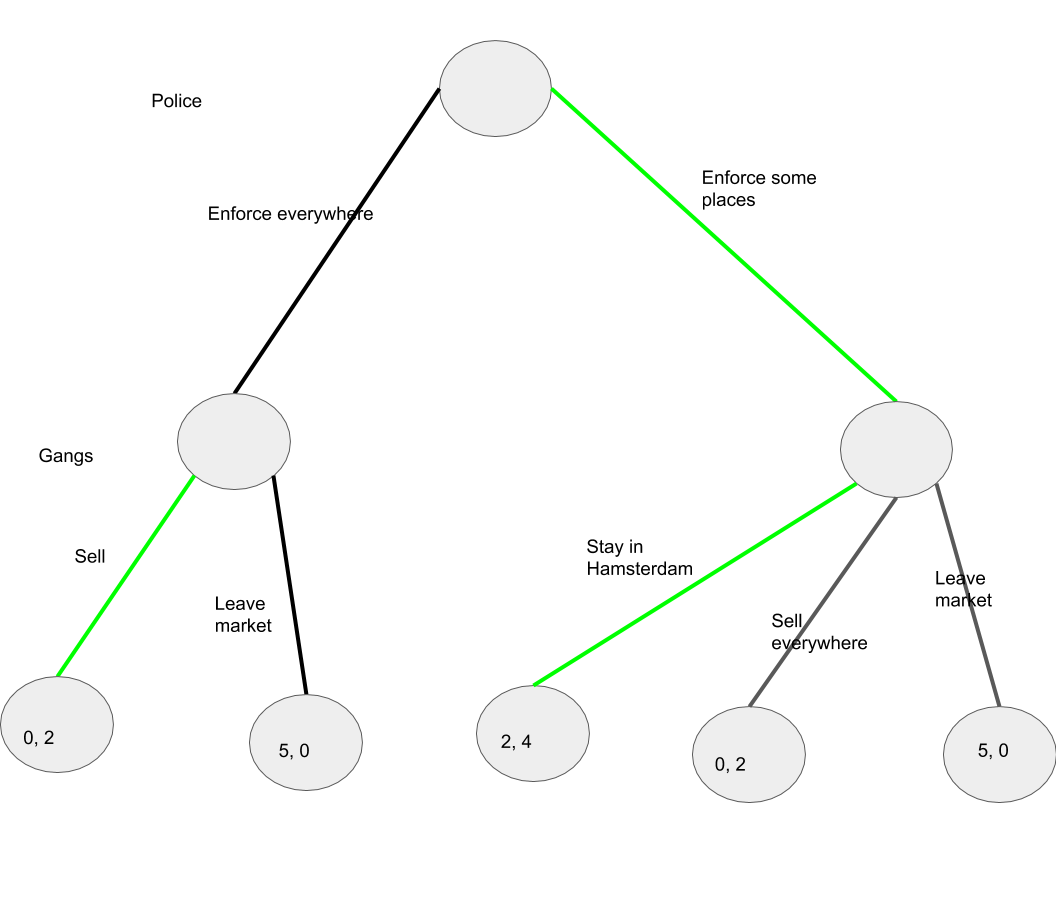 Police
Enforce some
places
Enforce everywhere
Gangs
Sell
Stay in
Hamsterdam
Leave
market
Leave
market
Sell
everywhere
0, 2
5, 0
2, 4
0, 2
5, 0